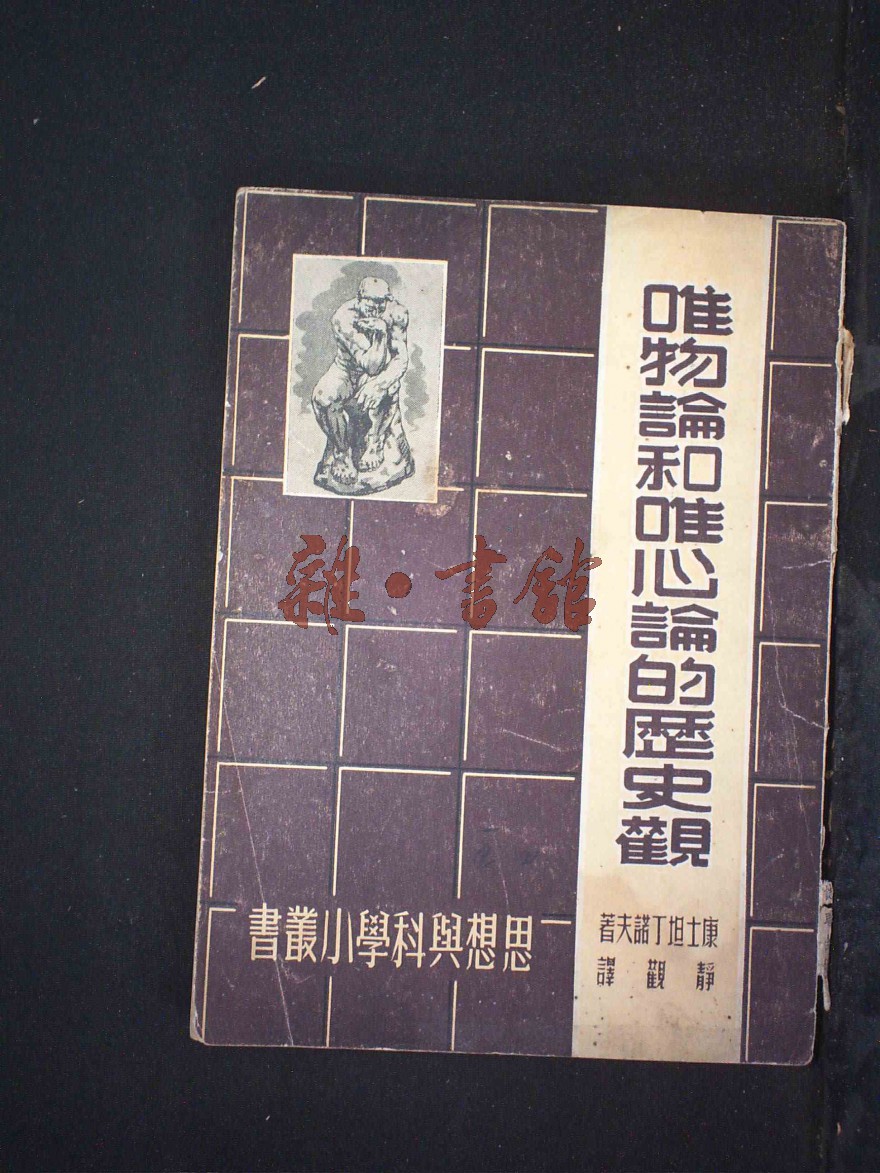 唯物論和唯心論的歷史觀
康士坦丁諾夫著
靜觀譯
思想與科學小叢書
雜·書館